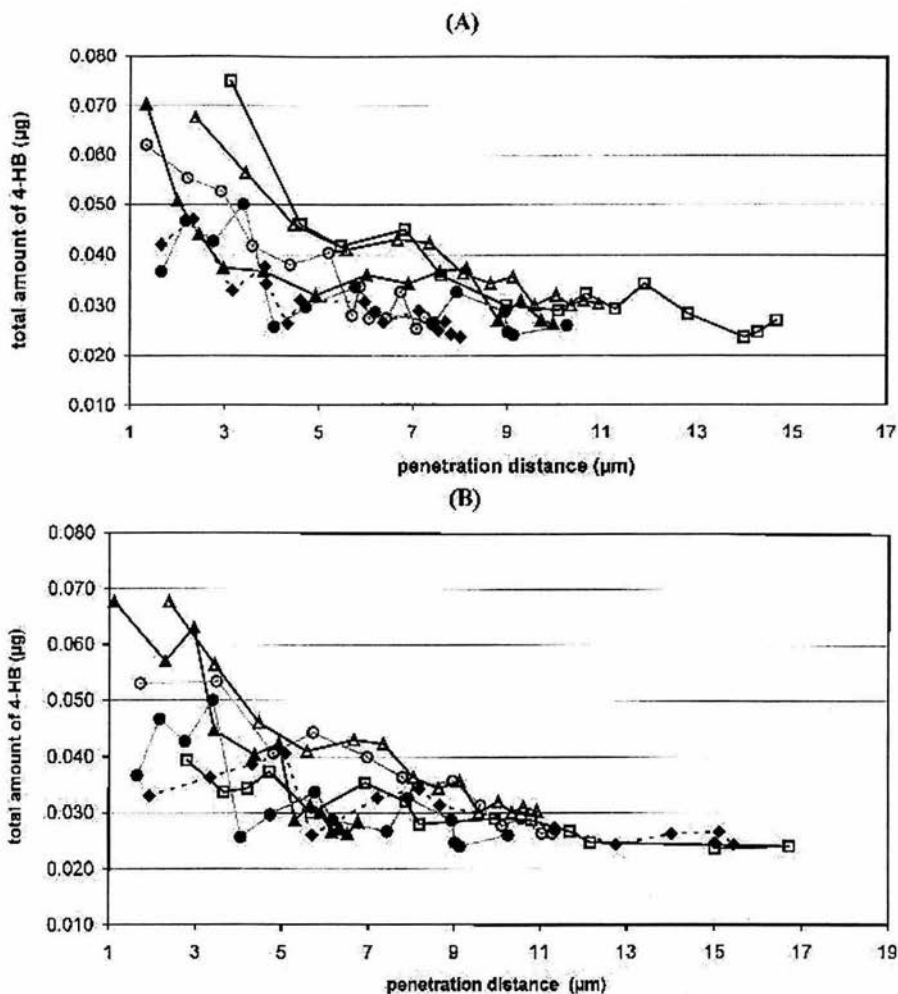 (A)
total amount of 4-HB (µg)
0.080
0.070
0.060
0.050
0.040
0.030
0.020
0.010
1 3 5 7 9 11 13 15 17
penetration distance (µm)
(B)
total amount of 4-HB (µg)
0.080
0.070
0.060
0.050
0.040
0.030
0.020
0.010
1 3 5 7 9 11 13 15 17 19
penetration distance (µm)